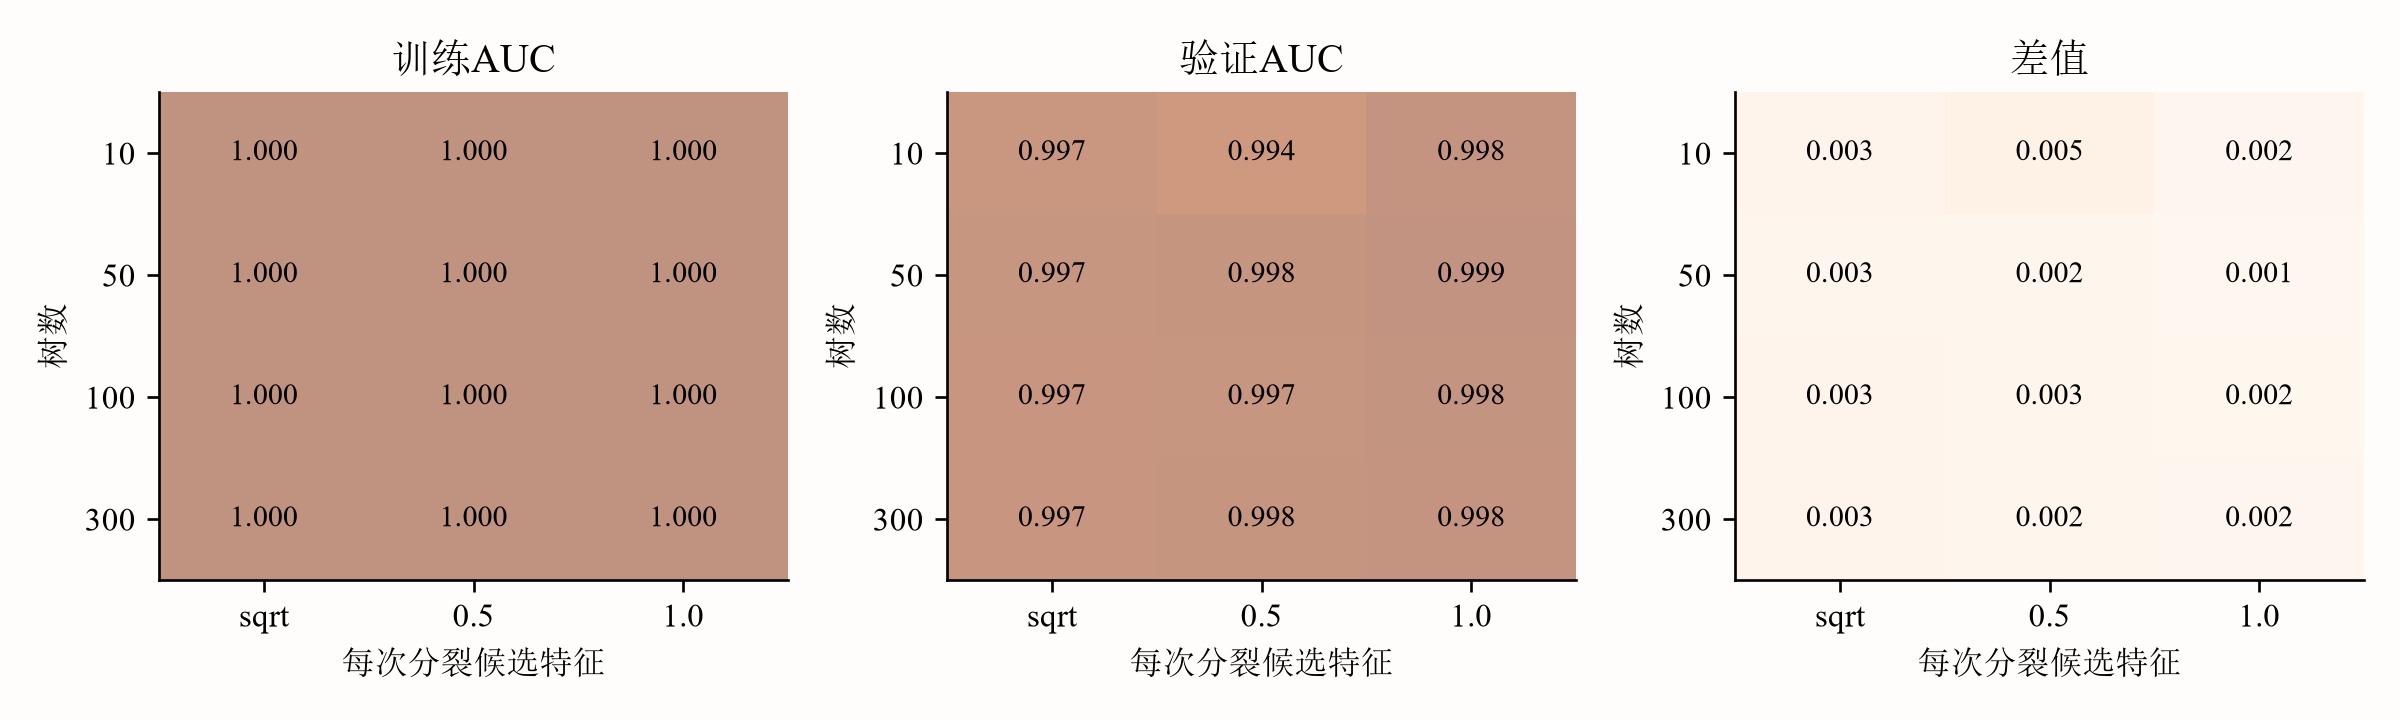 训练AUC
10 1.000 1.000 1.000
50 1.000 1.000 1.000
100 1.000 1.000 1.000
300 1.000 1.000 1.000
树数
sqrt 0.5 1.0
每次分裂候选特征
验证AUC
10 0.997 0.994 0.998
50 0.997 0.998 0.999
100 0.997 0.997 0.998
300 0.997 0.998 0.998
树数
sqrt 0.5 1.0
每次分裂候选特征
差值
10 0.003 0.005 0.002
50 0.003 0.002 0.001
100 0.003 0.003 0.002
300 0.003 0.002 0.002
树数
sqrt 0.5 1.0
每次分裂候选特征